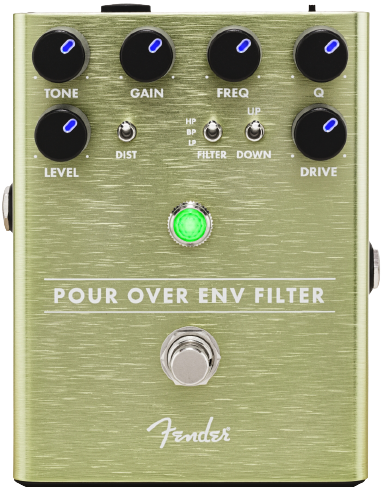 TONE GAIN FREQ Q
UP
HP
BP
LP
LEVEL DIST FILTER DOWN DRIVE
POUR OVER ENV FILTER
Fender